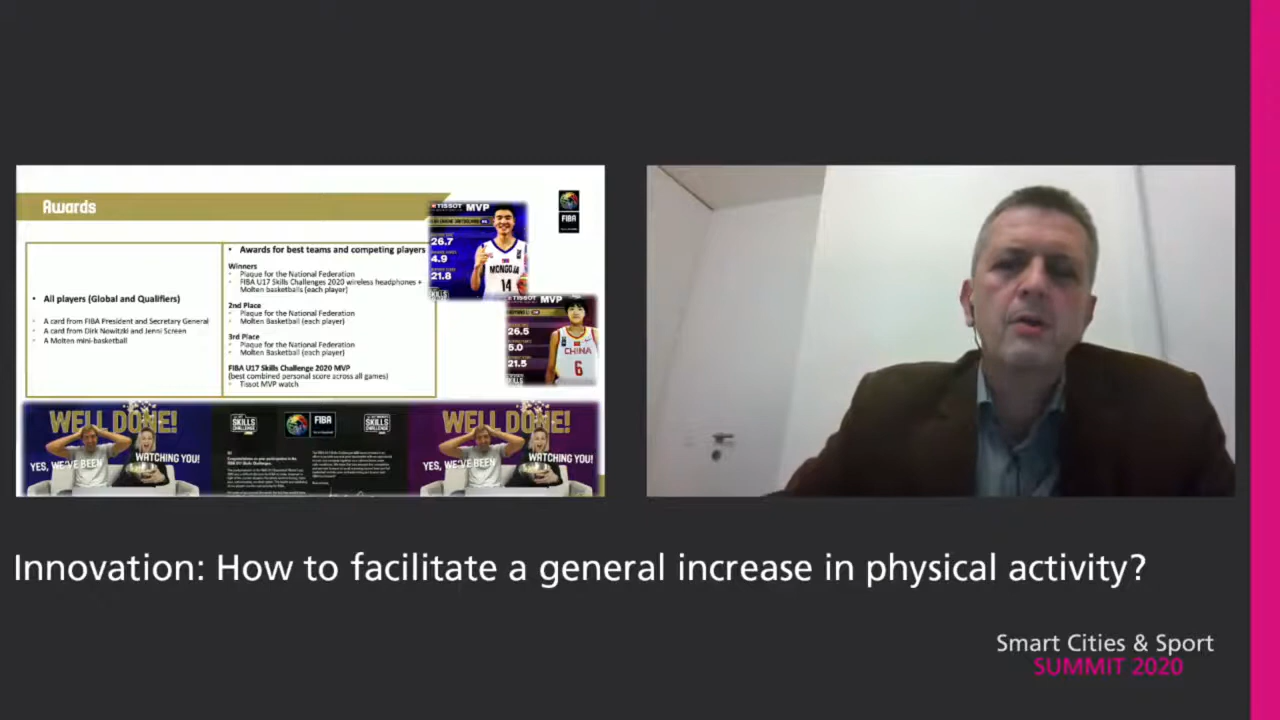 Awards
FIBA
• All players (Global and Qualifiers)
A card from FIBA President and Secretary General
A card from Dirk Nowitzki and Jenni Screen
A Molten mini-basketball
• Awards for best teams and competing players
Winners
Plaque for the National Federation
FIBA U17 Skills Challenges 2020 wireless headphones +
Molten basketballs (each player)
2nd Place
Plaque for the National Federation
Molten Basketball (each player)
3rd Place
Plaque for the National Federation
Molten Basketball (each player)
FIBA U17 Skills Challenge 2020 MVP
(best combined personal score across all games)
Tissot MVP watch
TISSOT MVP
26.7
4.9
21.8
14
MVP
26.5
5.0
21.5
CHINA
6
WELL DONE!
YES, WE'VE BEEN
WATCHING YOU!
SKILLS
CHALLENGE
FIBA
SKILLS
CHALLENGE
WELL DONE!
YES, WE'VE BEEN
WATCHING YOU!
Innovation: How to facilitate a general increase in physical activity?
Smart Cities & Sport
SUMMIT 2020